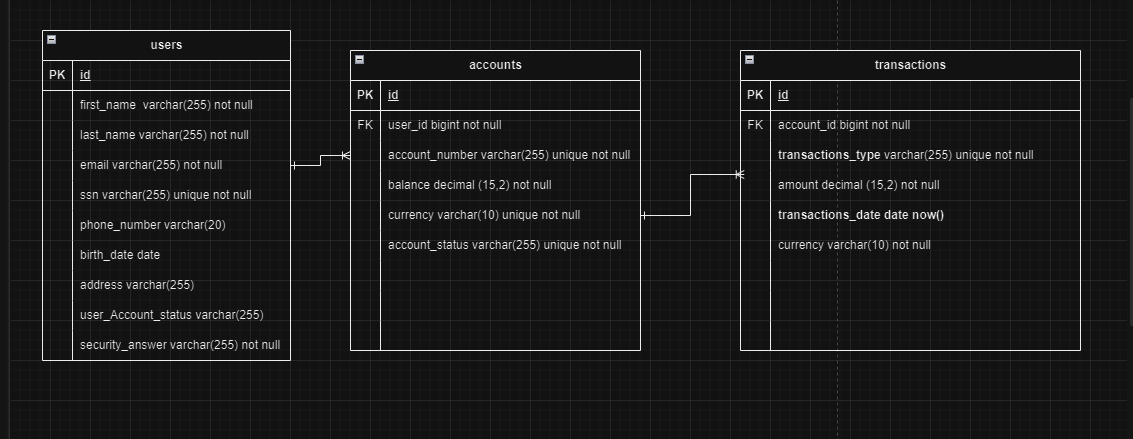 users
PK id
first_name varchar(255) not null
last_name varchar(255) not null
email varchar(255) not null
ssn varchar(255) unique not null
phone_number varchar(20)
birth_date date
address varchar(255)
user_Account_status varchar(255)
security_answer varchar(255) not null
accounts
PK id
FK user_id bigint not null
account_number varchar(255) unique not null
balance decimal (15,2) not null
currency varchar(10) unique not null
account_status varchar(255) unique not null
transactions
PK id
FK account_id bigint not null
transactions_type varchar(255) unique not null
amount decimal (15,2) not null
transactions_date date now()
currency varchar(10) not null